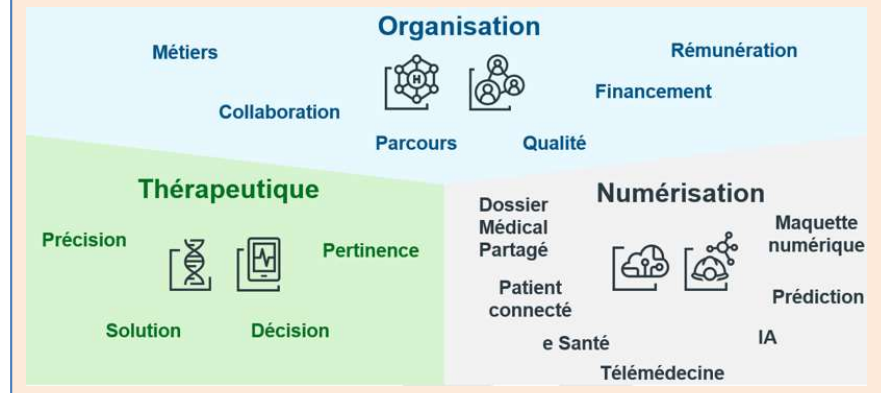 Organisation
Métiers
Rémunération
H
Financement
Collaboration
Parcours
Qualité
Thérapeutique
Précision
Pertinence
Solution
Décision
Numérisation
Dossier
Médical
Partagé
Maquette
numérique
Patient
connecté
Prédiction
e Santé
IA
Télémédecine